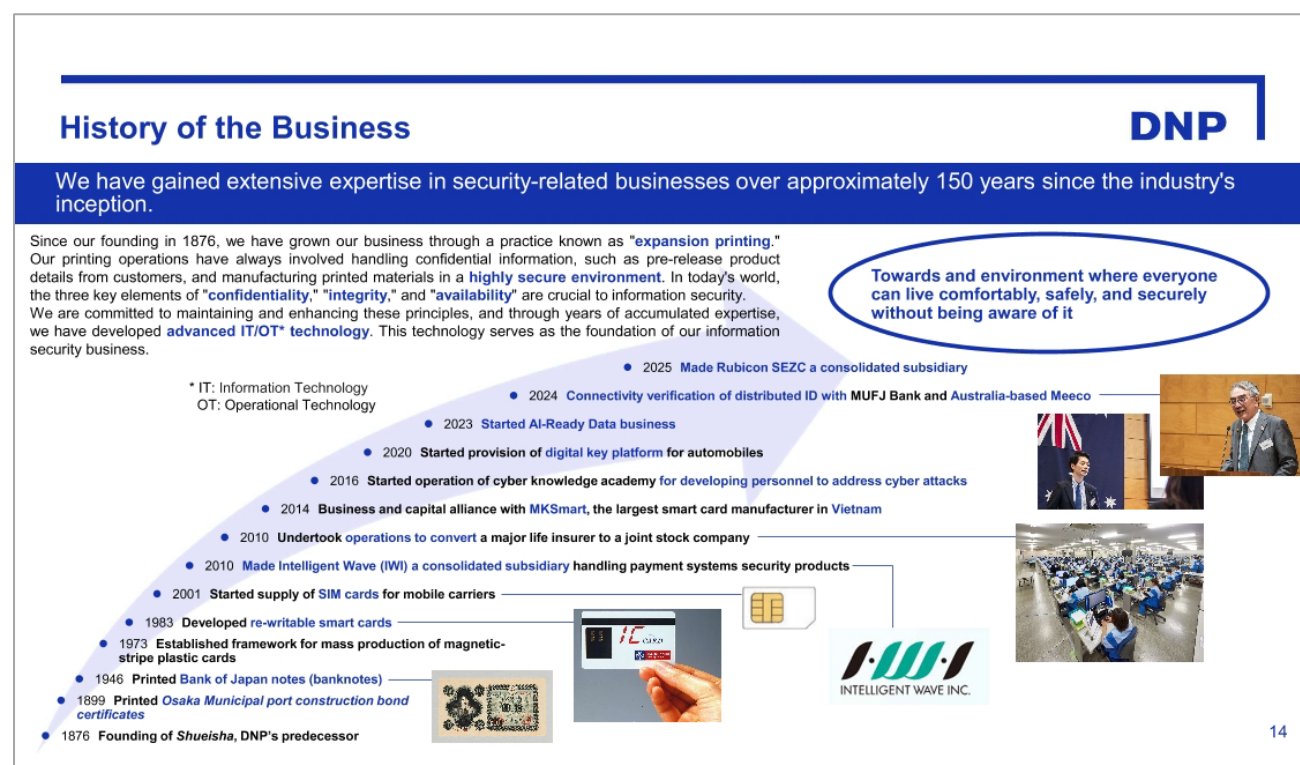 History of the Business
DNP
We have gained extensive expertise in security-related businesses over approximately 150 years since the industry's
inception.
Since our founding in 1876, we have grown our business through a practice known as "expansion printing."
Our printing operations have always involved handling confidential information, such as pre-release product
details from customers, and manufacturing printed materials in a highly secure environment. In today's world,
the three key elements of "confidentiality," "integrity," and "availability" are crucial to information security.
We are committed to maintaining and enhancing these principles, and through years of accumulated expertise,
we have developed advanced IT/OT* technology. This technology serves as the foundation of our information
security business.
Towards and environment where everyone
can live comfortably, safely, and securely
without being aware of it
* IT: Information Technology
OT: Operational Technology
2025 Made Rubicon SEZC a consolidated subsidiary
2024 Connectivity verification of distributed ID with MUFJ Bank and Australia-based Meeco
2023 Started AI-Ready Data business
2020 Started provision of digital key platform for automobiles
2016 Started operation of cyber knowledge academy for developing personnel to address cyber attacks
2014 Business and capital alliance with MKSmart, the largest smart card manufacturer in Vietnam
2010 Undertook operations to convert a major life insurer to a joint stock company
2010 Made Intelligent Wave (IWI) a consolidated subsidiary handling payment systems security products
2001 Started supply of SIM cards for mobile carriers
1983 Developed re-writable smart cards
1973 Established framework for mass production of magnetic-
stripe plastic cards
1946 Printed Bank of Japan notes (banknotes)
1899 Printed Osaka Municipal port construction bond
certificates
1876 Founding of Shueisha, DNP's predecessor
IC CARD
INTELLIGENT WAVE INC.
14